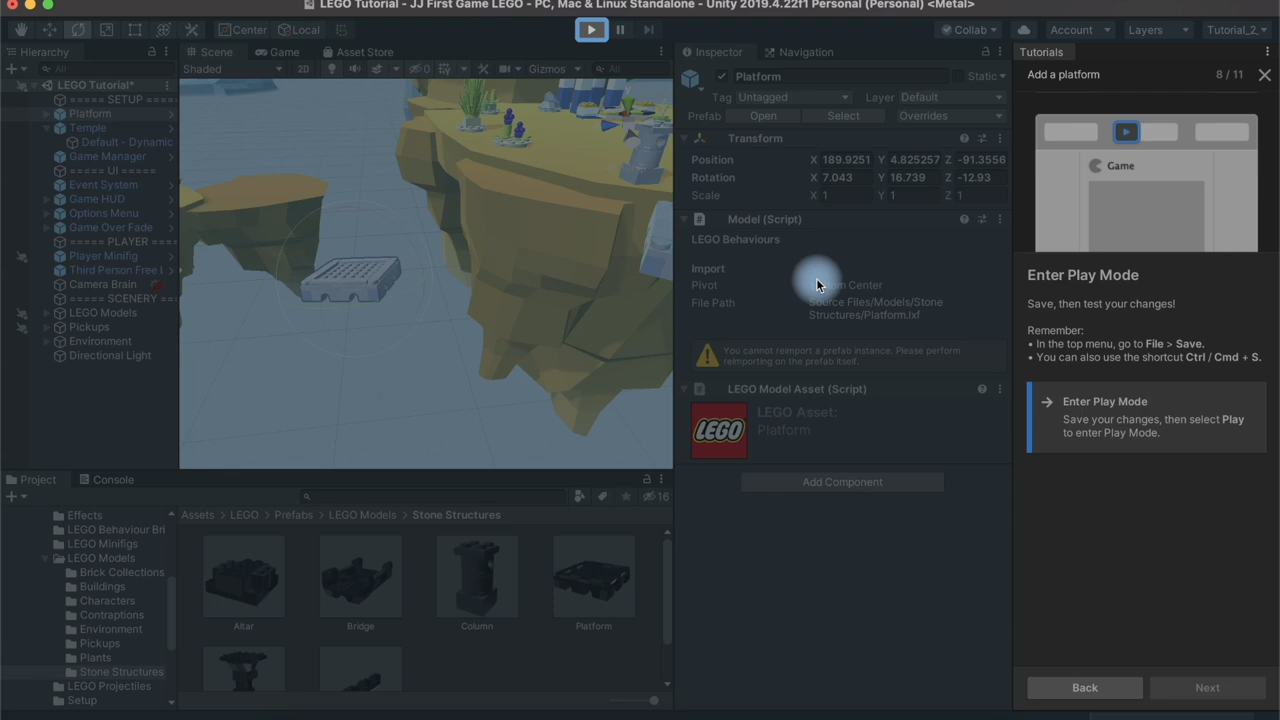 LEGO Tutorial - JJ First Game LEGO - PC, Mac & Linux Standalone - Unity 2019.4.22f1 Personal (Personal) <Metal>
Center
Local
Collab
Account
Layers
Tutorial_2_
Hierarchy
All
LEGO Tutorial*
===== SETUP ====
Platform
Temple
Default - Dynamic
Game Manager
===== UI =====
Event System
Game HUD
Options Menu
Game Over Fade
===== PLAYER ====
Player Minifig
Third Person Free l
Camera Brain
===== SCENERY ====
LEGO Models
Pickups
Environment
Directional Light
Scene
Game
Asset Store
Shaded
2D
0
Gizmos
All
Inspector
Navigation
Platform
Static
Tag Untagged
Layer Default
Prefab Open Select Overrides
Transform
Position X 189.9251 Y 4.825257 Z -91.3556
Rotation X 7.043 Y 16.739 Z -12.93
Scale X 1 Y 1 Z 1
Model (Script)
LEGO Behaviours
Import
Pivot Center
File Path Source Files/Models/Stone
Structures/Platform.lxf
You cannot reimport a prefab instance. Please perform
reimporting on the prefab itself.
LEGO Model Asset (Script)
LEGO
LEGO Asset:
Platform
Add Component
Tutorials
Add a platform
8 / 11
Game
Enter Play Mode
Save, then test your changes!
Remember:
• In the top menu, go to File > Save.
• You can also use the shortcut Ctrl / Cmd + S.
Enter Play Mode
Save your changes, then select Play
to enter Play Mode.
Back
Next
Project
Console
16
Effects
LEGO Behaviour Bri
LEGO Minifigs
LEGO Models
Brick Collections
Buildings
Characters
Contraptions
Environment
Pickups
Plants
Stone Structures
LEGO Projectiles
Setup
Assets > LEGO > Prefabs > LEGO Models > Stone Structures
Altar
Bridge
Column
Platform